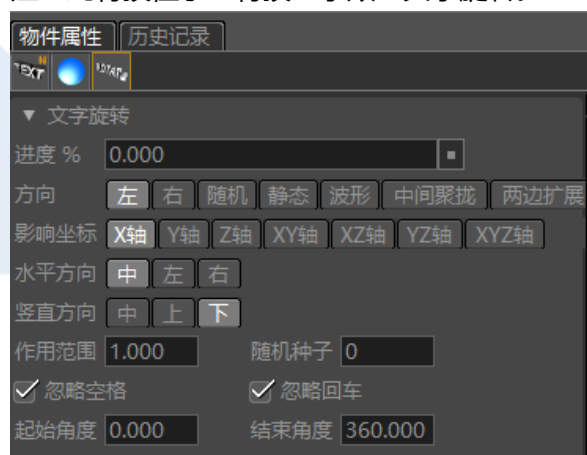 物件属性 历史记录
TEXT N ROTATE
▼ 文字旋转
进度 % 0.000
方向 左 右 随机 静态 波形 中间聚拢 两边扩展
影响坐标 X轴 Y轴 Z轴 XY轴 XZ轴 YZ轴 XYZ轴
水平方向 中 左 右
竖直方向 中 上 下
作用范围 1.000 随机种子 0
忽略空格 忽略回车
起始角度 0.000 结束角度 360.000